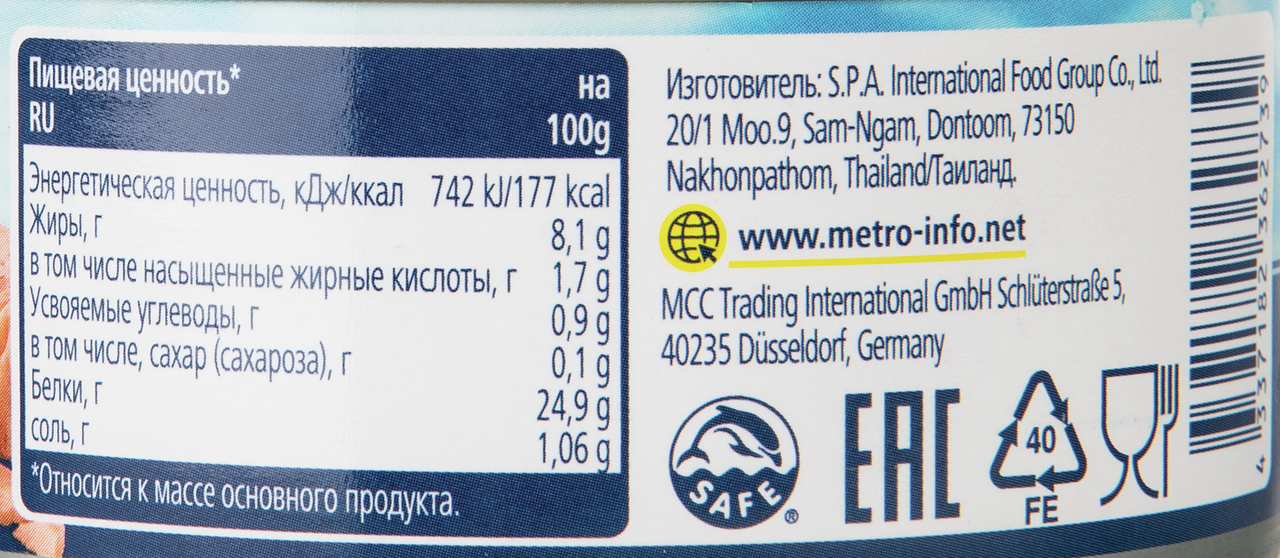 Пищевая ценность* на
RU 100g
Энергетическая ценность, кДж/ккал 742 kJ/177 kcal
Жиры, г 8,1 g
в том числе насыщенные жирные кислоты, г 1,7 g
Усвояемые углеводы, г 0,9 g
в том числе, сахар (сахароза), г 0,1 g
Белки, г 24,9 g
соль, г 1,06 g
*Относится к массе основного продукта.
Изготовитель: S.P.A. International Food Group Co., Ltd.
20/1 Moo.9, Sam-Ngam, Dontoom, 73150
Nakhonpathom, Thailand/Таиланд.
www.metro-info.net
MCC Trading International GmbH Schlüterstraße 5,
40235 Düsseldorf, Germany
SAFE®
EAC
40
FE
4 337182 362739